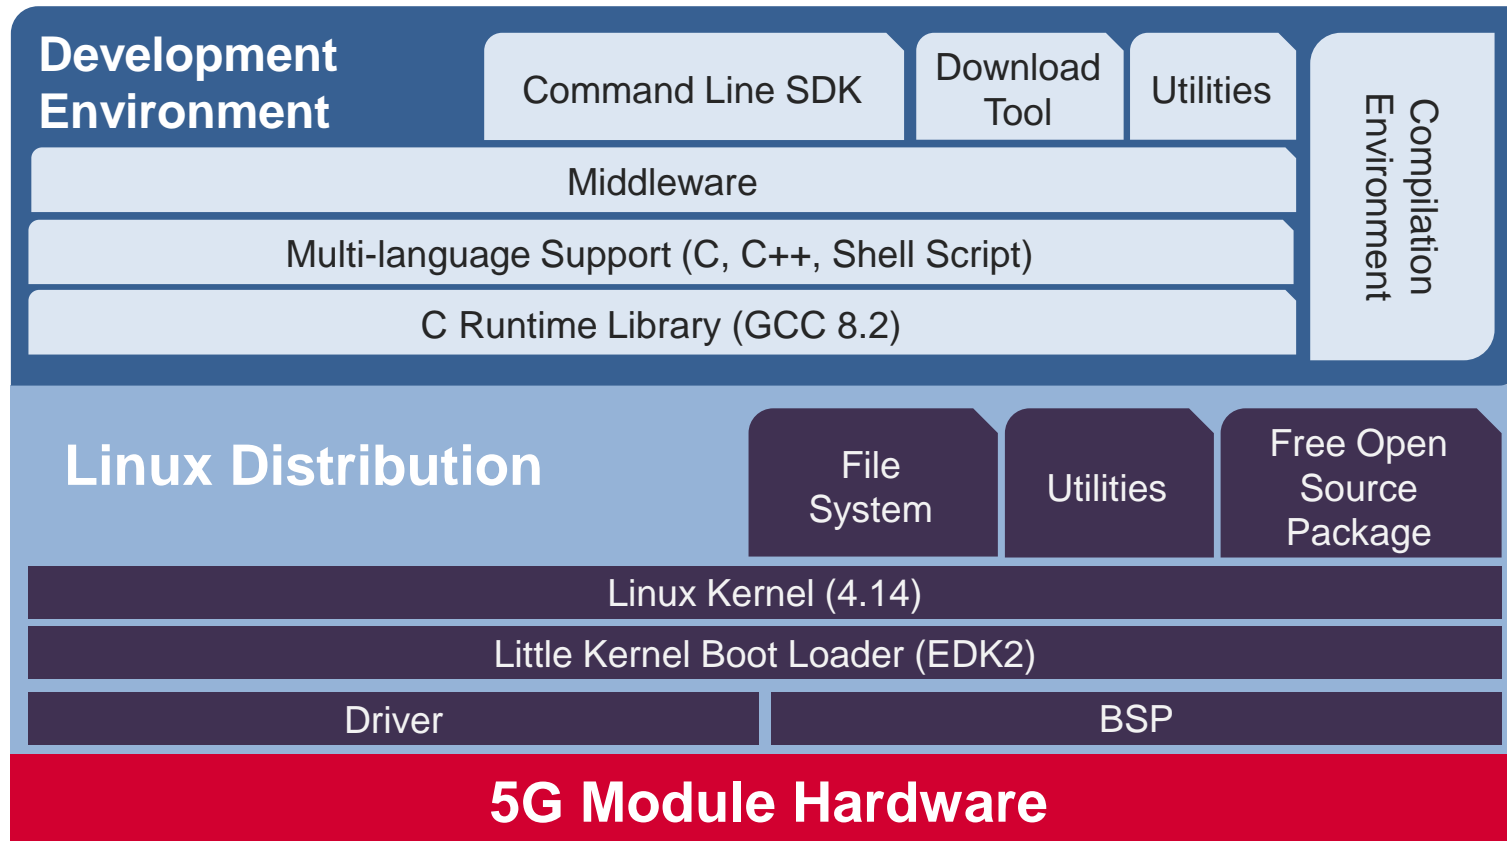 Development
Environment
Command Line SDK
Download
Tool
Utilities
Compilation
Environment
Middleware
Multi-language Support (C, C++, Shell Script)
C Runtime Library (GCC 8.2)
Linux Distribution
File
System
Utilities
Free Open
Source
Package
Linux Kernel (4.14)
Little Kernel Boot Loader (EDK2)
Driver
BSP
5G Module Hardware